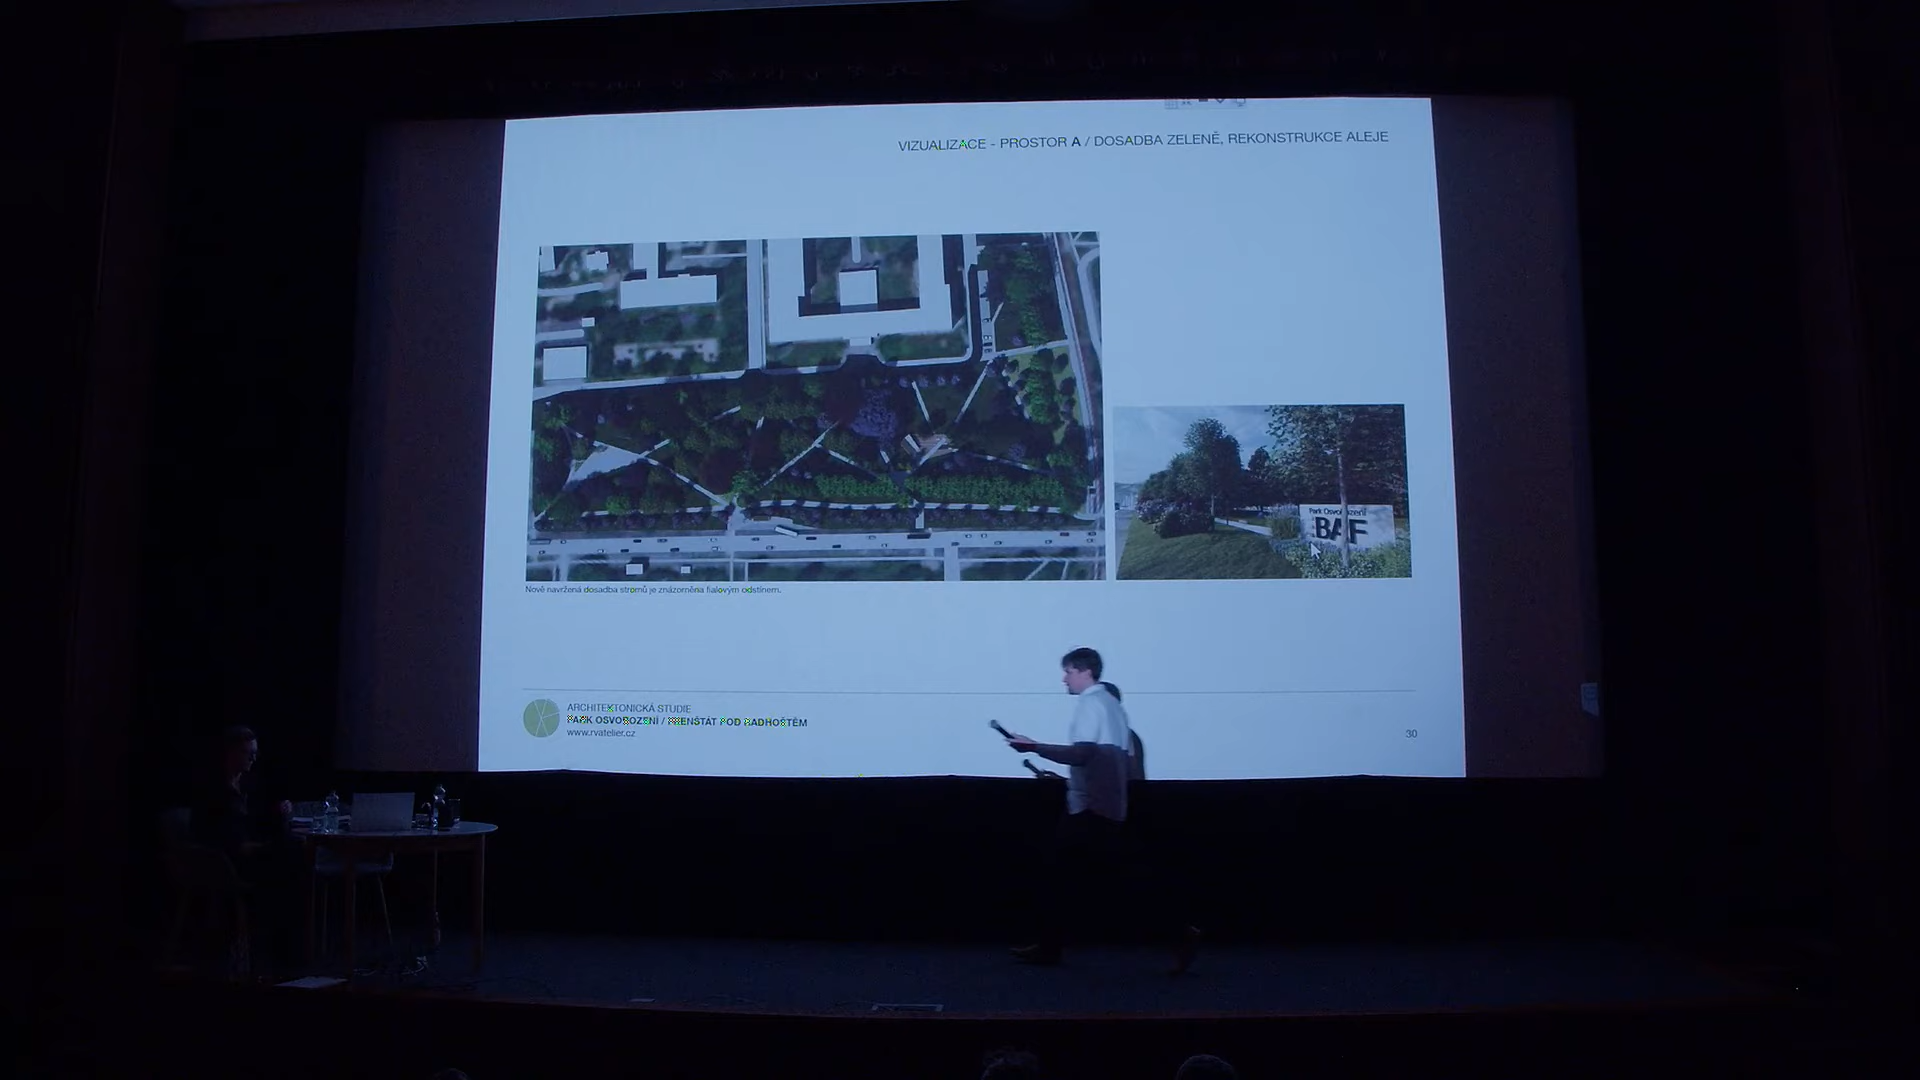 VIZUALIZACE - PROSTOR A / DOSADBA ZELENĚ, REKONSTRUKCE ALEJE
Park Osvobození
BAF
Nově navržená dosadba stromů je znázorněna fialovým odstínem.
ARCHITEKTONICKÁ STUDIE
PARK OSVOBOZENÍ / FRENŠTÁT POD RADHOŠTĚM
www.rvatelier.cz
30